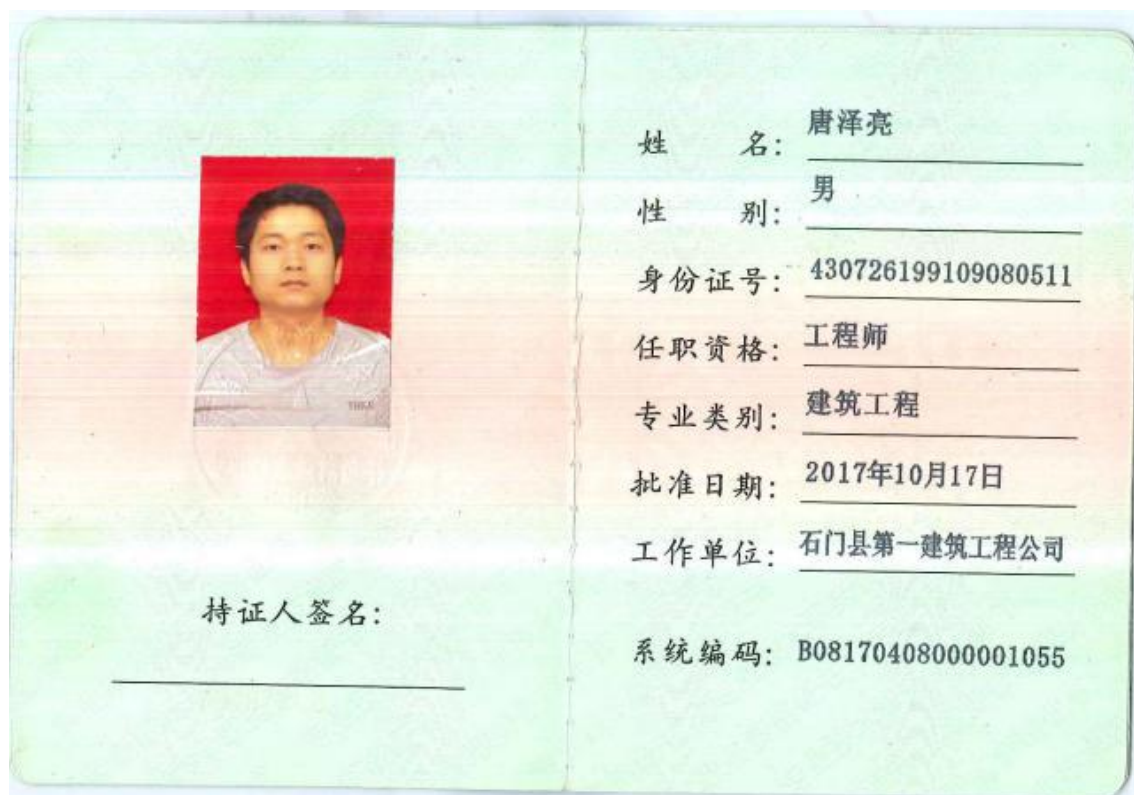 持证人签名:
姓 名: 唐泽亮
性 别: 男
身份证号: 430726199109080511
任职资格: 工程师
专业类别: 建筑工程
批准日期: 2017年10月17日
工作单位: 石门县第一建筑工程公司
系统编码: B08170408000001055